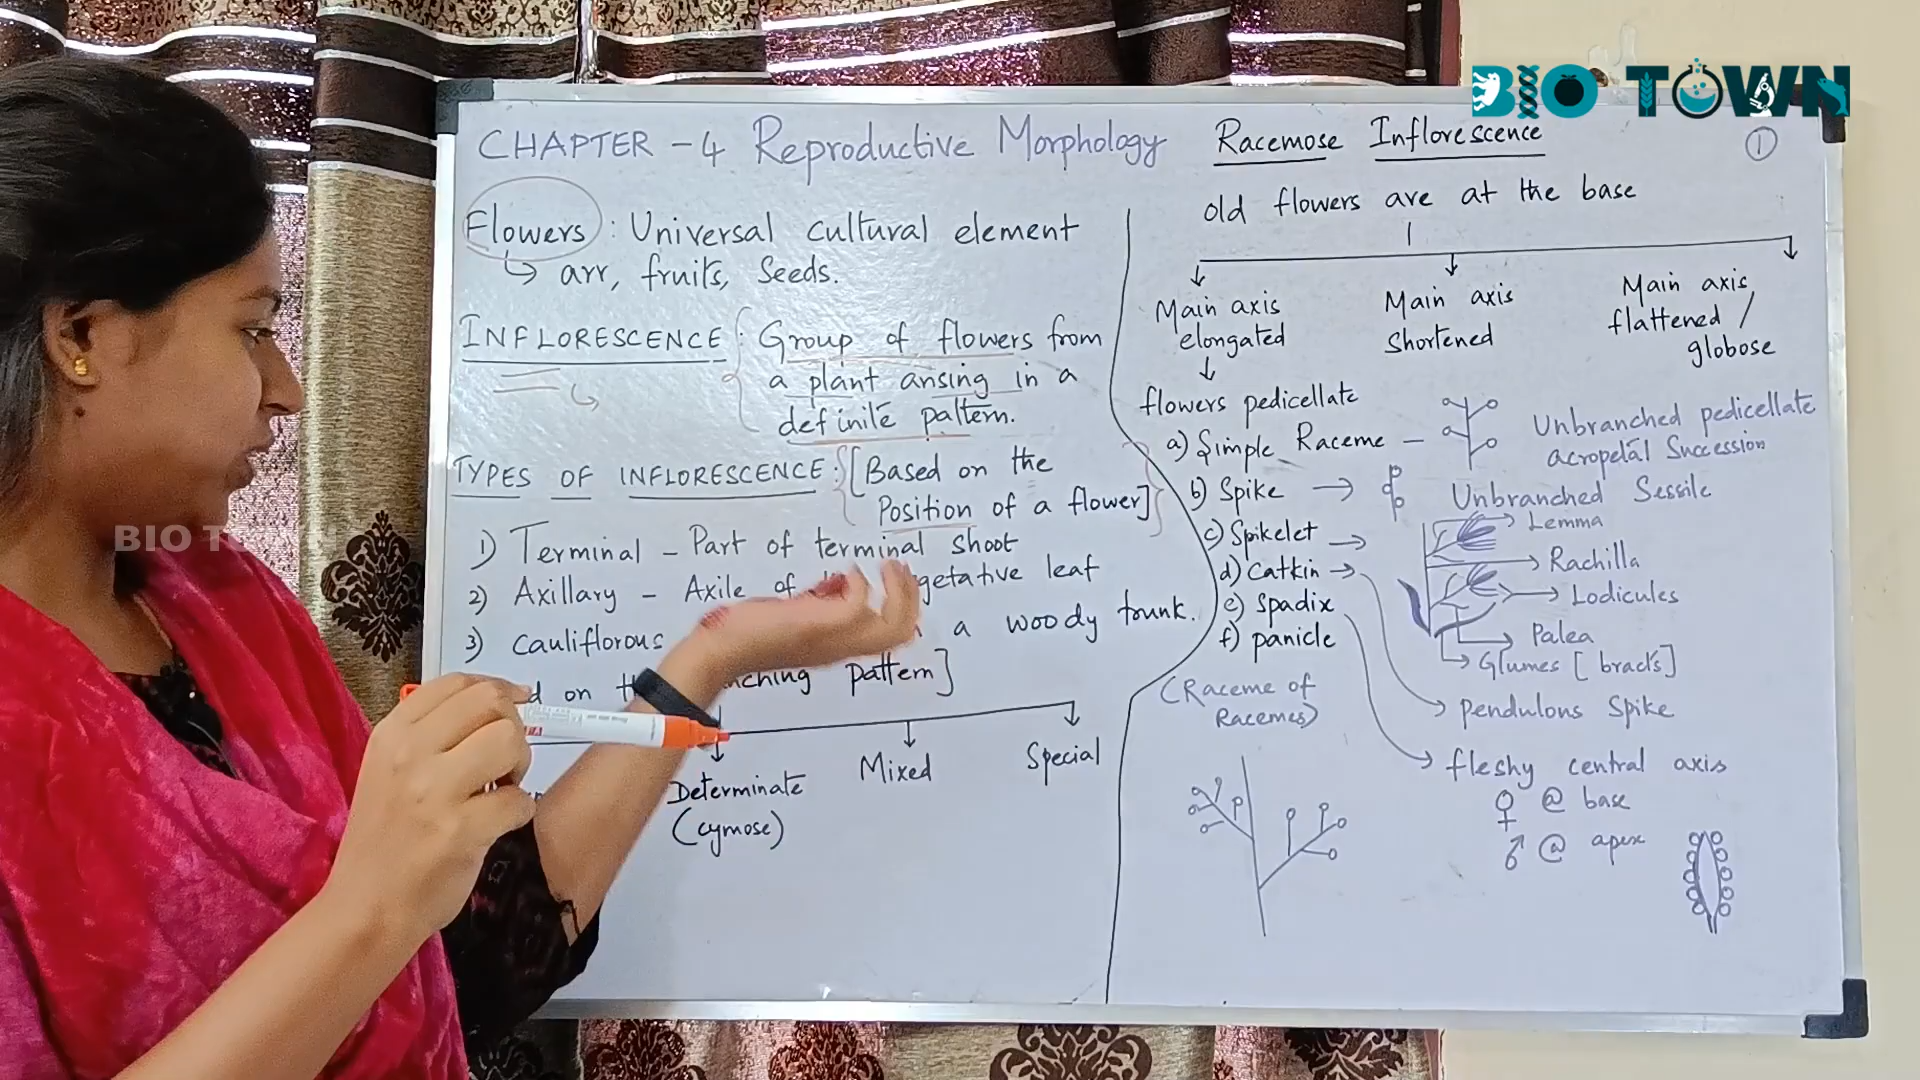 BIO TOWN
CHAPTER - 4 Reproductive Morphology
Flowers : Universal cultural element
↳ arr, fruits, Seeds.
INFLORESCENCE : Group of flowers from
a plant arising in a
definite pattern.
TYPES OF INFLORESCENCE : [Based on the
Position of a flower]
1) Terminal - Part of terminal shoot
2) Axillary - Axile of getative leaf
3) cauliflorous a woody trunk.
d on nching pattern]
Determinate
(cymose)
Mixed
Special
BIO TOWN
Racemose Inflorescence
1
old flowers are at the base
Main axis
elongated
Main axis
Shortened
Main axis
flattened /
globose
flowers pedicellate
a) Simple Raceme - Unbranched pedicellate
acropetal Succession
b) Spike → Unbranched Sessile
c) Spikelet →
d) Catkin →
e) Spadix
f) panicle
(Raceme of
Racemes)
Lemma
Rachilla
Lodicules
Palea
Glumes [bracts]
pendulous Spike
fleshy central axis
♀ @ base
♂ @ apex